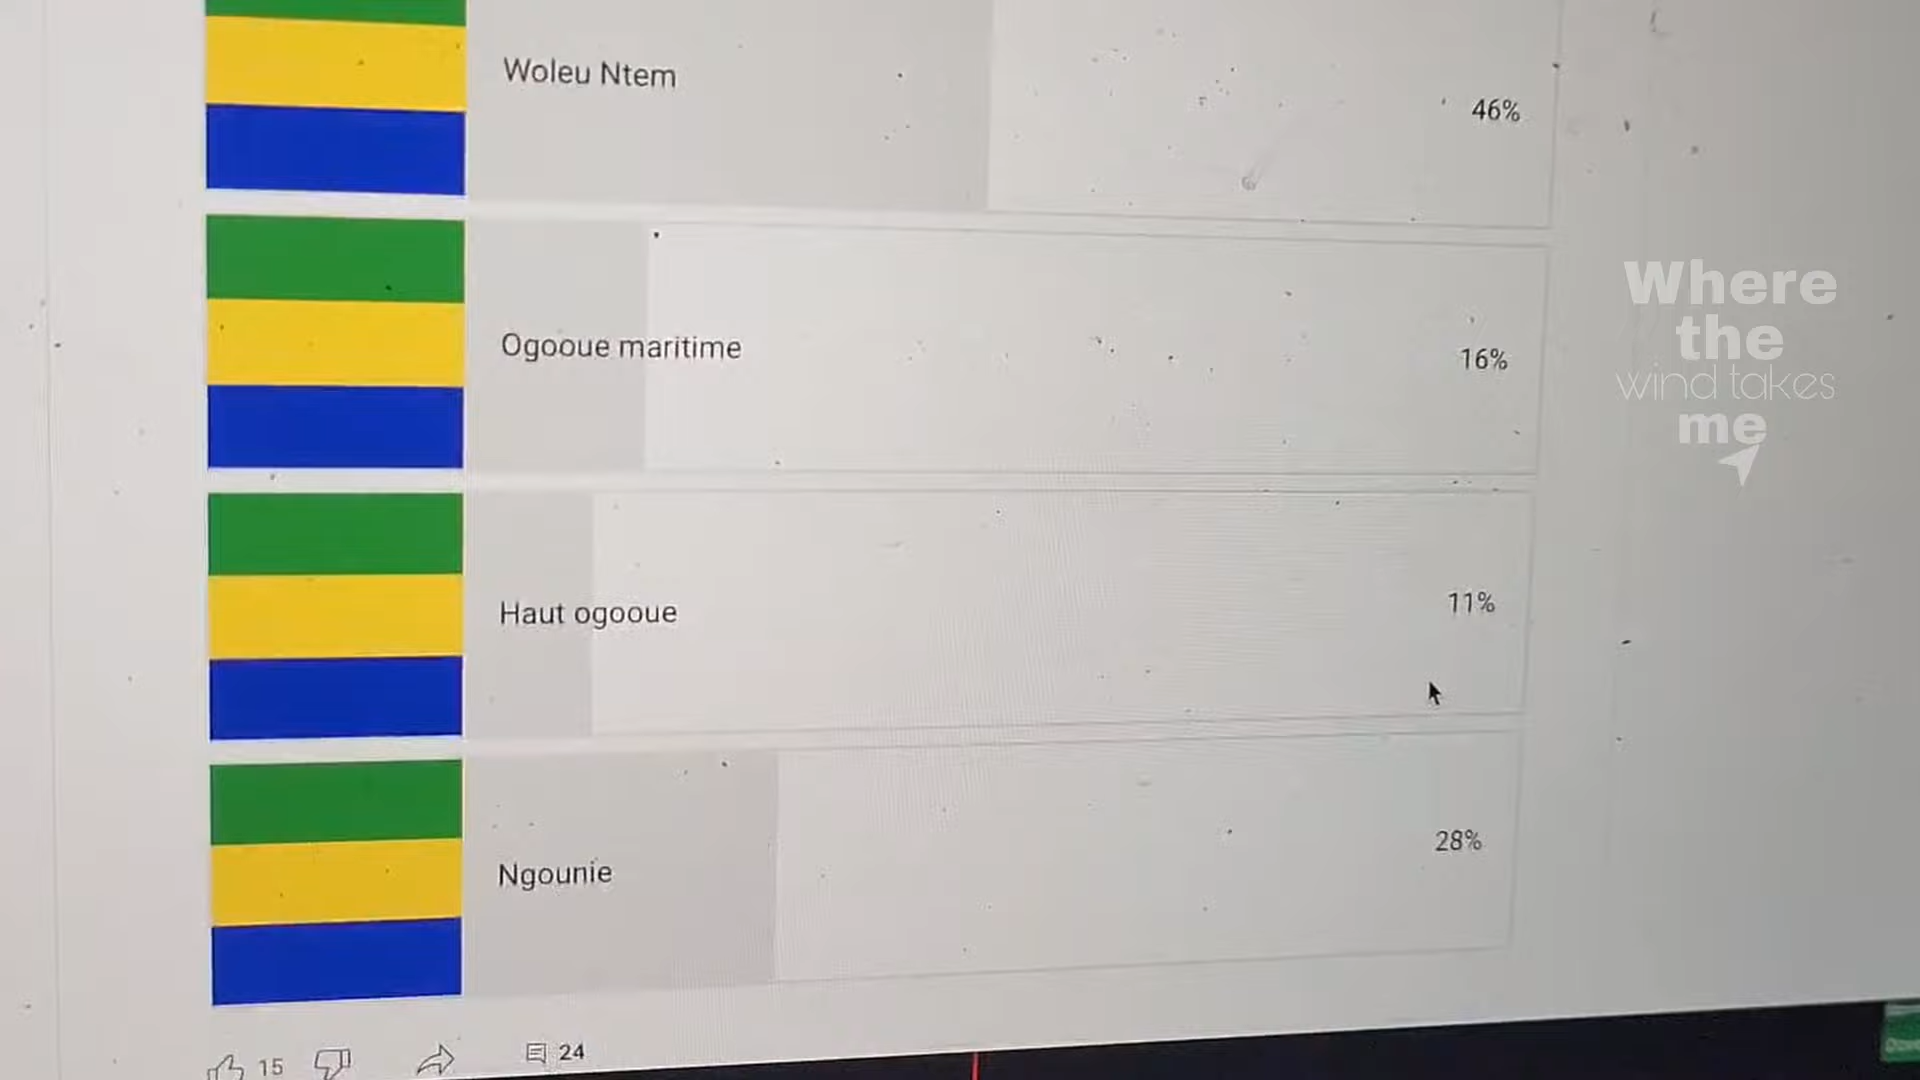 Woleu Ntem
46%
Ogooue maritime
16%
Where
the
wind takes
me
Haut ogooue
11%
Ngounie
28%
15
24